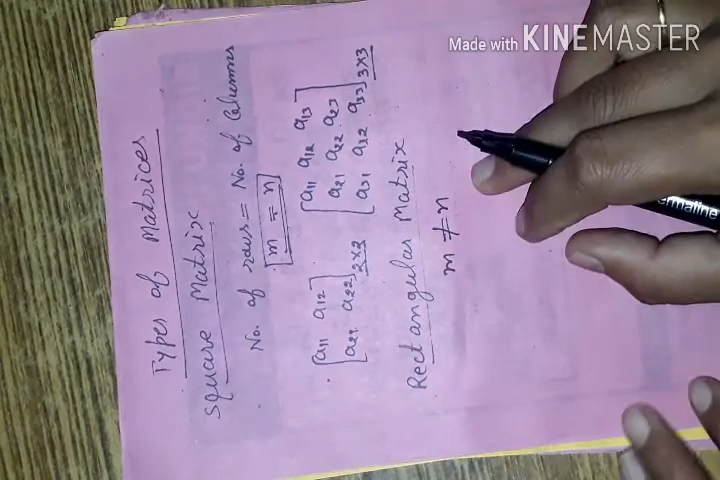 Types of Matrices
Square Matrix
No. of rows = No. of Columns
m = n
[a11 a12
a21 a22]2×2
[a11 a12 a13
a21 a22 a23
a31 a32 a33]3×3
Rectangular Matrix
m ≠ n
Made with KINEMASTER
ermaline